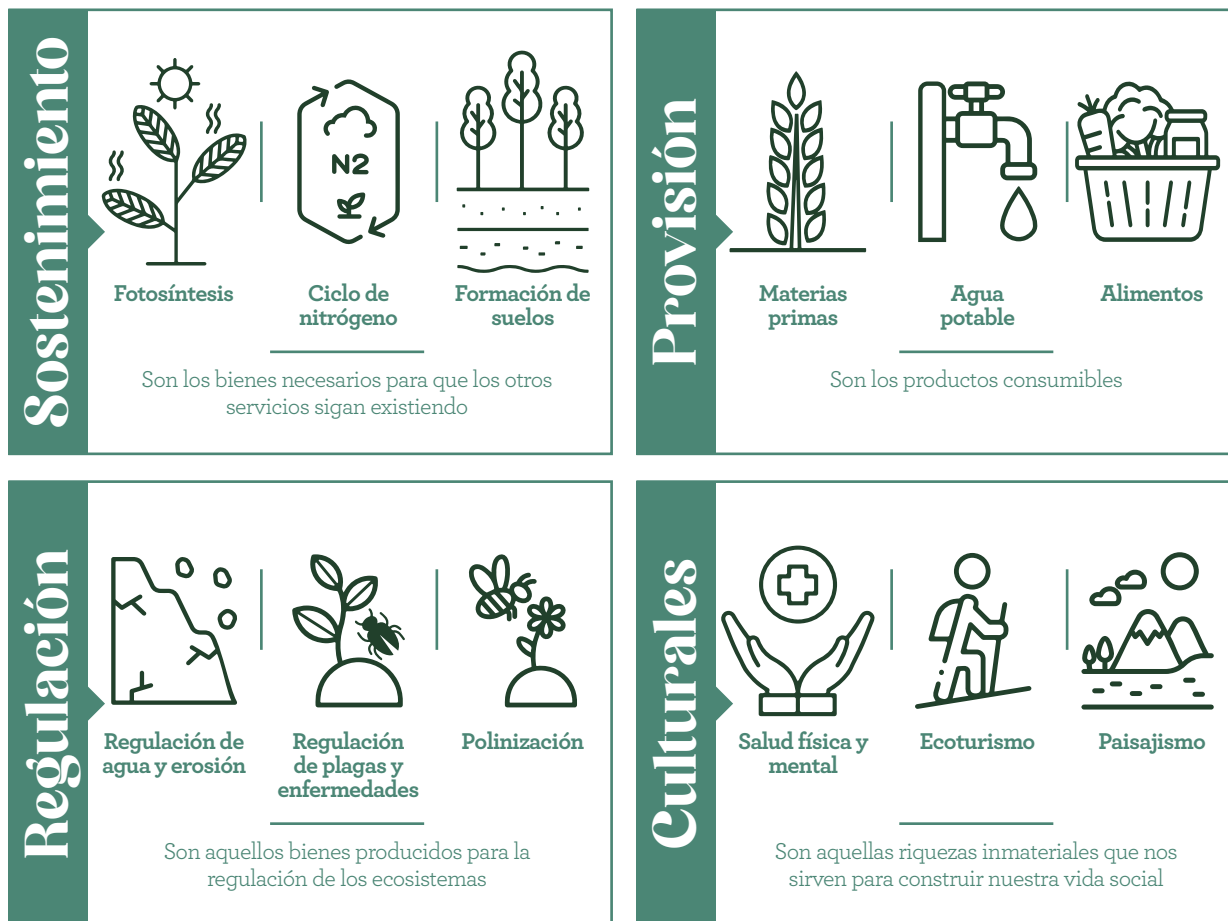 Sostenimiento
N2
Fotosíntesis
Ciclo de
nitrógeno
Formación de
suelos
Son los bienes necesarios para que los otros
servicios sigan existiendo
Provisión
Materias
primas
Agua
potable
Alimentos
Son los productos consumibles
Regulación
Regulación de
agua y erosión
Regulación
de plagas y
enfermedades
Polinización
Son aquellos bienes producidos para la
regulación de los ecosistemas
Culturales
Salud física y
mental
Ecoturismo
Paisajismo
Son aquellas riquezas inmateriales que nos
sirven para construir nuestra vida social